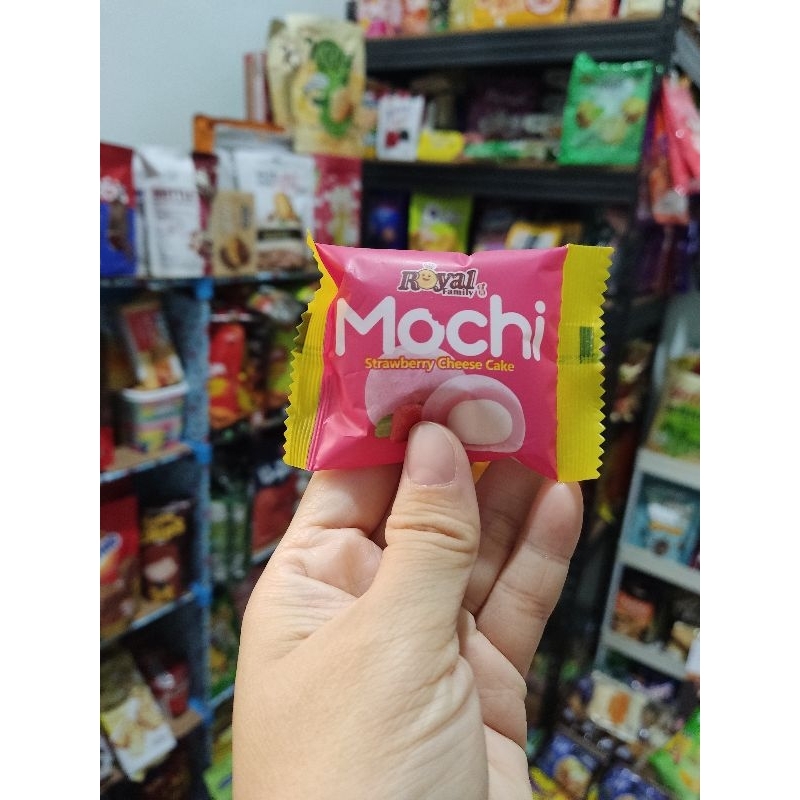 Royal
Family
Mochi
Strawberry Cheese Cake